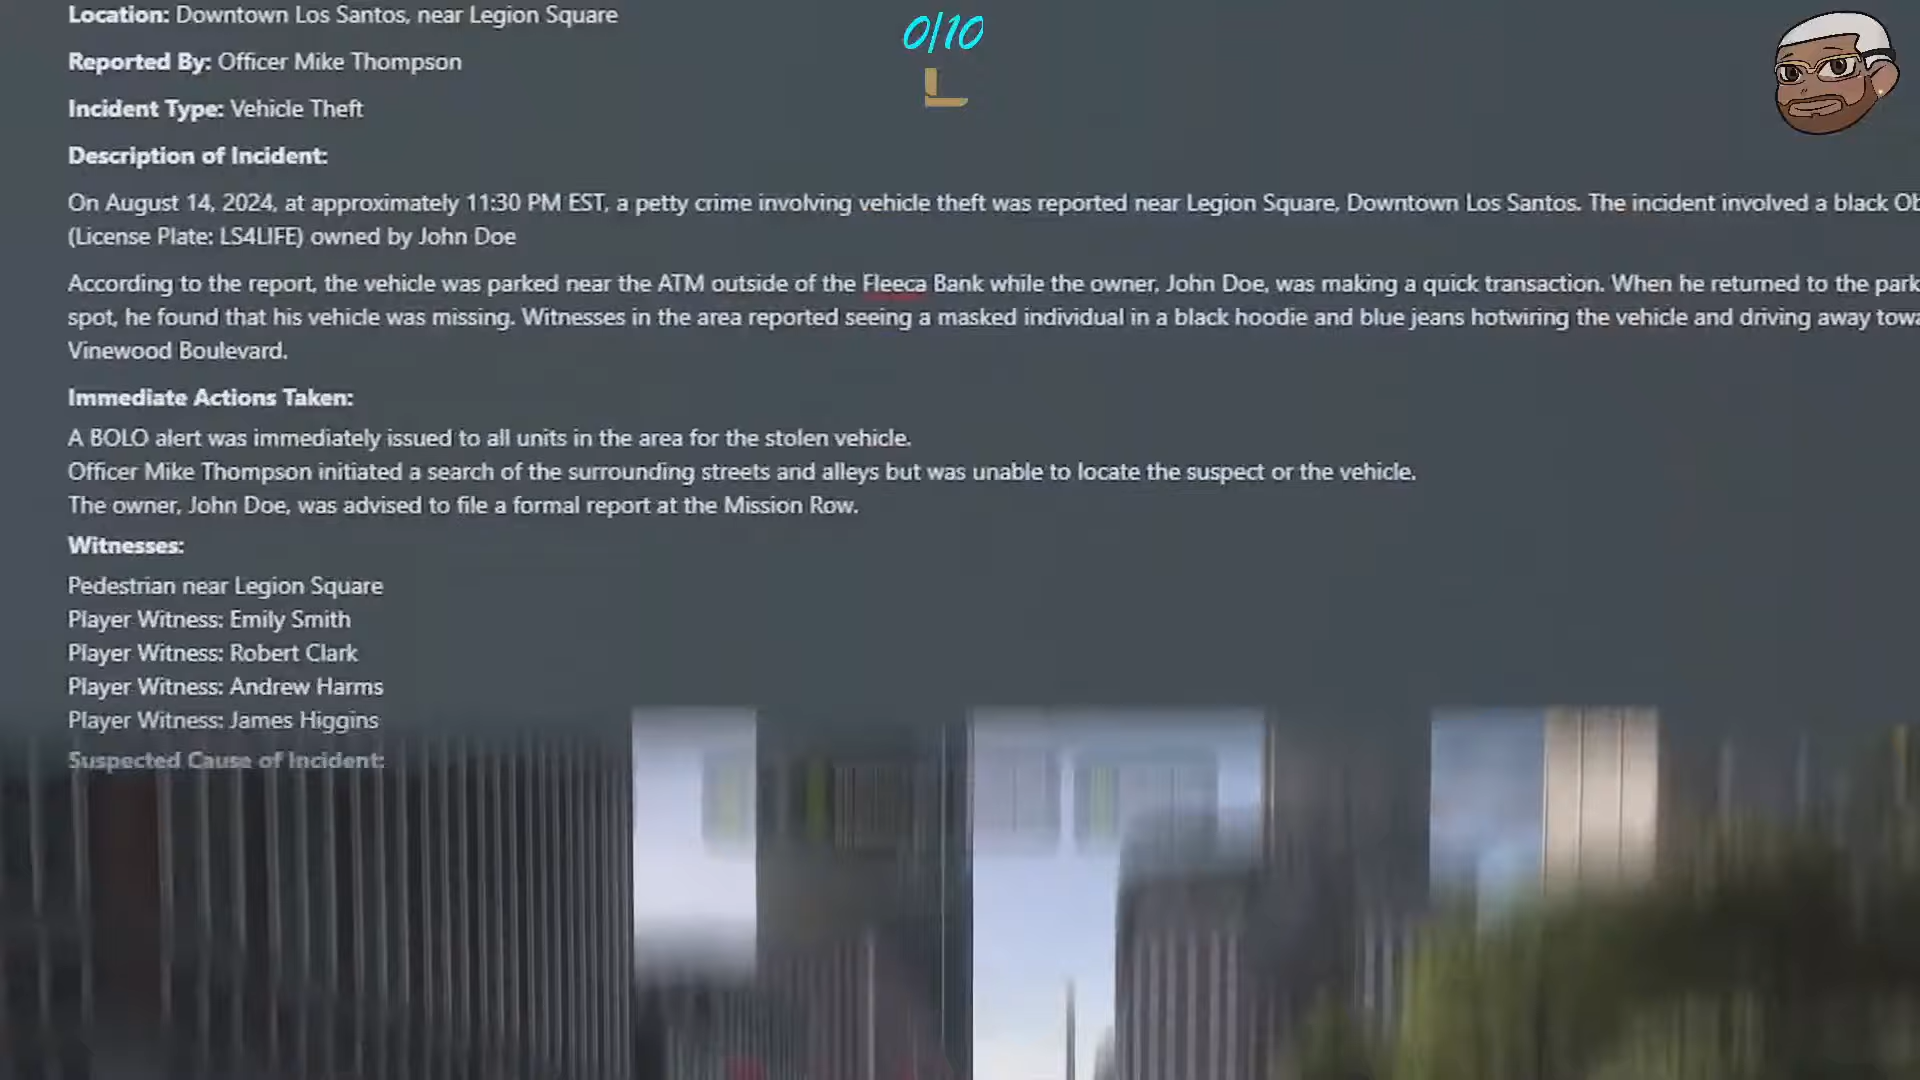 Location: Downtown Los Santos, near Legion Square
0/10
L
Reported By: Officer Mike Thompson
Incident Type: Vehicle Theft
Description of Incident:
On August 14, 2024, at approximately 11:30 PM EST, a petty crime involving vehicle theft was reported near Legion Square, Downtown Los Santos. The incident involved a black
(License Plate: LS4LIFE) owned by John Doe
According to the report, the vehicle was parked near the ATM outside of the Fleeca Bank while the owner, John Doe, was making a quick transaction. When he returned to the park
spot, he found that his vehicle was missing. Witnesses in the area reported seeing a masked individual in a black hoodie and blue jeans hotwiring the vehicle and driving away
Vinewood Boulevard.
Immediate Actions Taken:
A BOLO alert was immediately issued to all units in the area for the stolen vehicle.
Officer Mike Thompson initiated a search of the surrounding streets and alleys but was unable to locate the suspect or the vehicle.
The owner, John Doe, was advised to file a formal report at the Mission Row.
Witnesses:
Pedestrian near Legion Square
Player Witness: Emily Smith
Player Witness: Robert Clark
Player Witness: Andrew Harms
Player Witness: James Higgins
Suspected Cause of Incident: